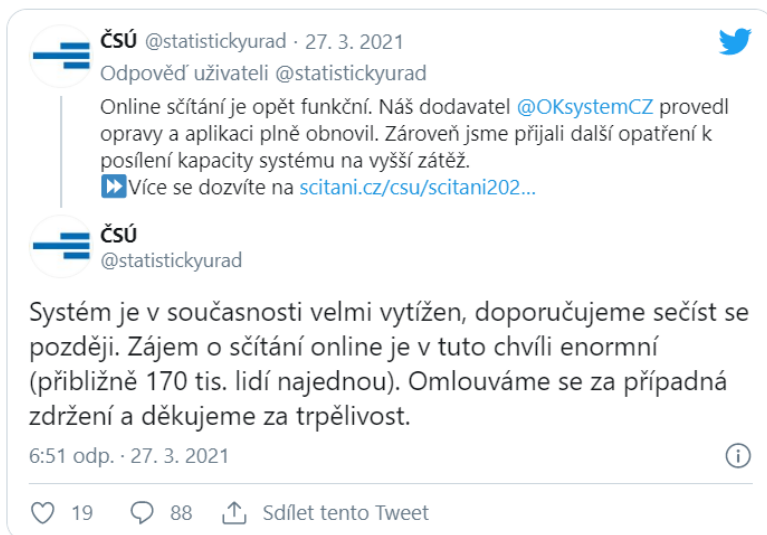 ČSÚ @statistickyurad · 27. 3. 2021
Odpověď uživateli @statistickyurad
Online sčítání je opět funkční. Náš dodavatel @OKsystemCZ provedl
opravy a aplikaci plně obnovil. Zároveň jsme přijali další opatření k
posílení kapacity systému na vyšší zátěž.
⏩Více se dozvíte na scitani.cz/csu/scitani202...
ČSÚ
@statistickyurad
Systém je v současnosti velmi vytížen, doporučujeme sečíst se
později. Zájem o sčítání online je v tuto chvíli enormní
(přibližně 170 tis. lidí najednou). Omlouváme se za případná
zdržení a děkujeme za trpělivost.
6:51 odp. · 27. 3. 2021
19 88 Sdílet tento Tweet